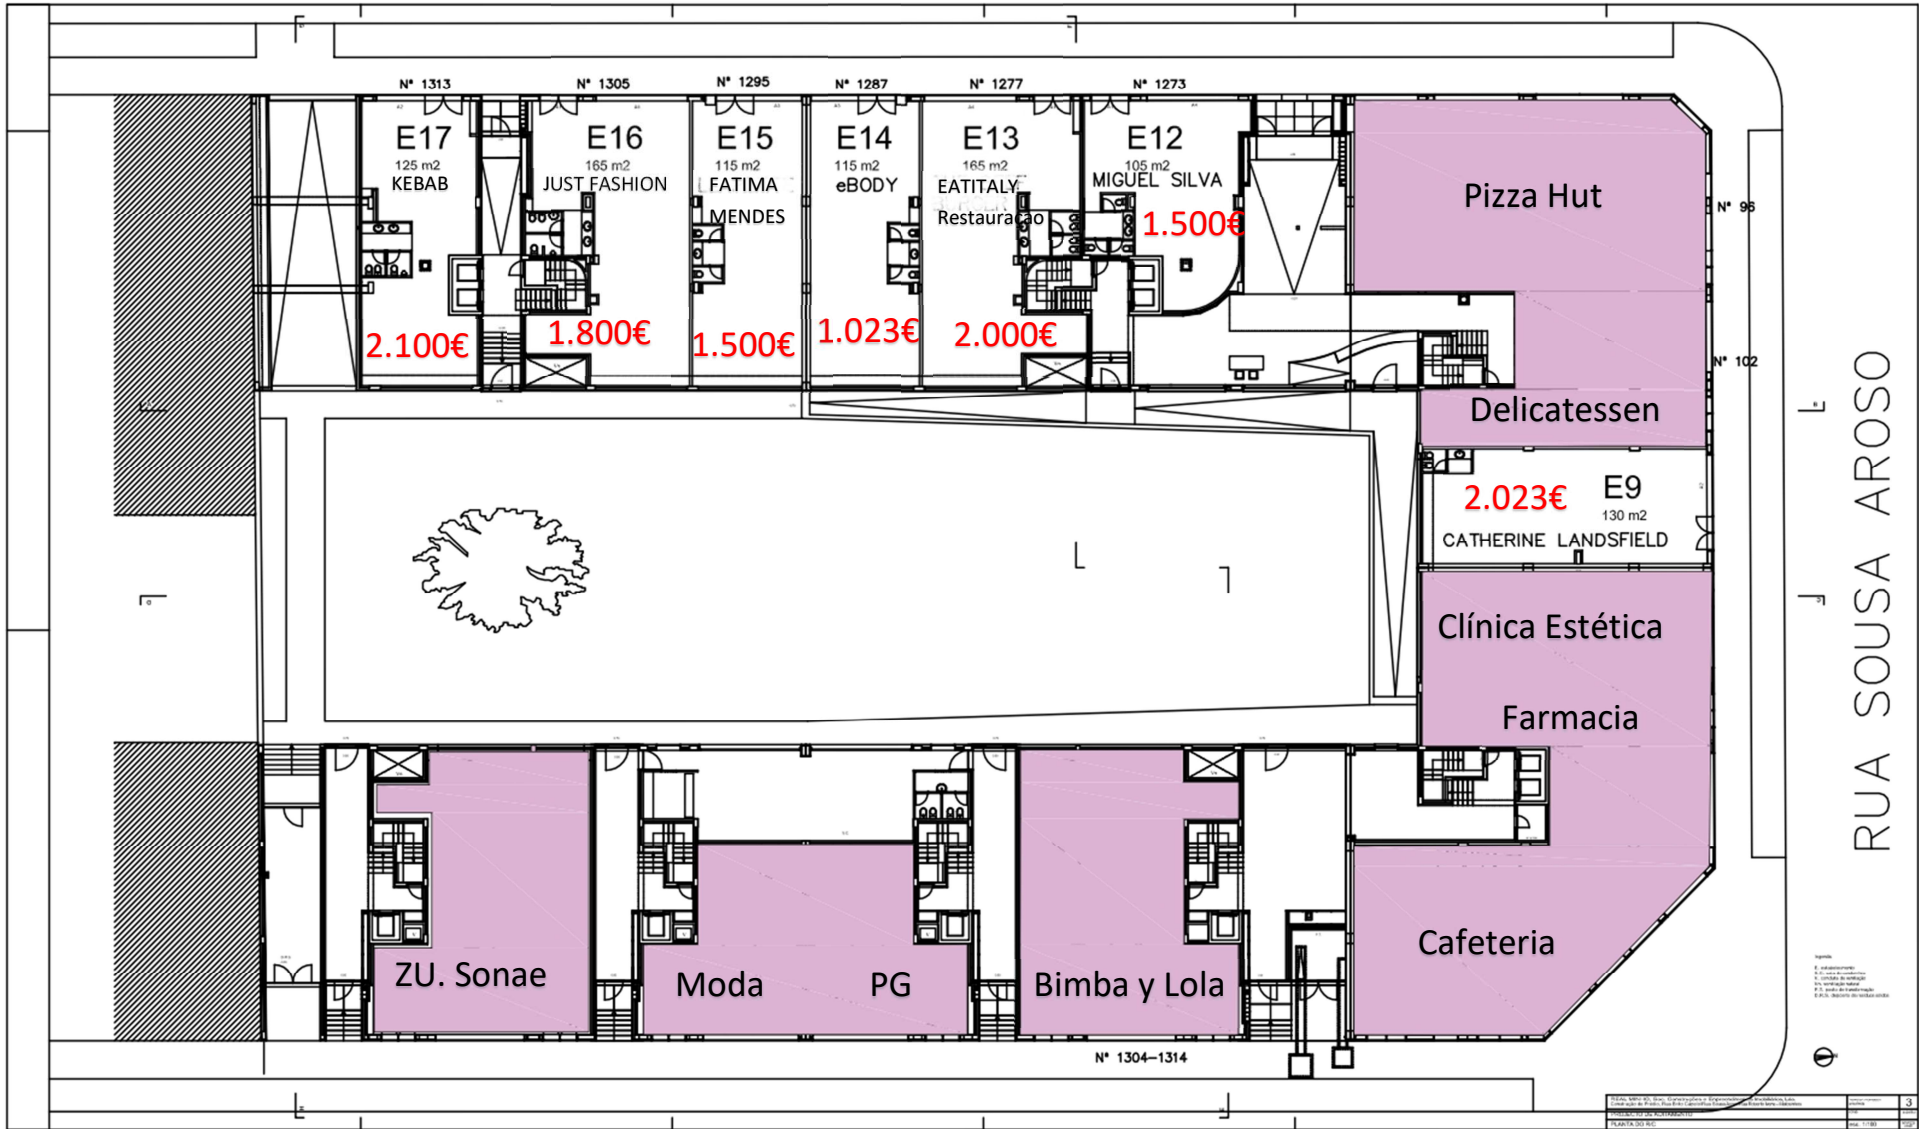 Nº 1313
Nº 1305
Nº 1295
Nº 1287
Nº 1277
Nº 1273
E17
125 m2
KEBAB
2.100€
E16
165 m2
JUST FASHION
1.800€
E15
115 m2
FATIMA
MENDES
1.500€
E14
115 m2
eBODY
1.023€
E13
165 m2
EATITALY
Restauração
2.000€
E12
105 m2
MIGUEL SILVA
1.500€
Pizza Hut
Nº 96
Nº 102
Delicatessen
2.023€
E9
130 m2
CATHERINE LANDSFIELD
Clínica Estética
Farmacia
RUA SOUSA AROSO
ZU. Sonae
Moda
PG
Bimba y Lola
Cafeteria
Nº 1304-1314
PLANTA DO R/C
3